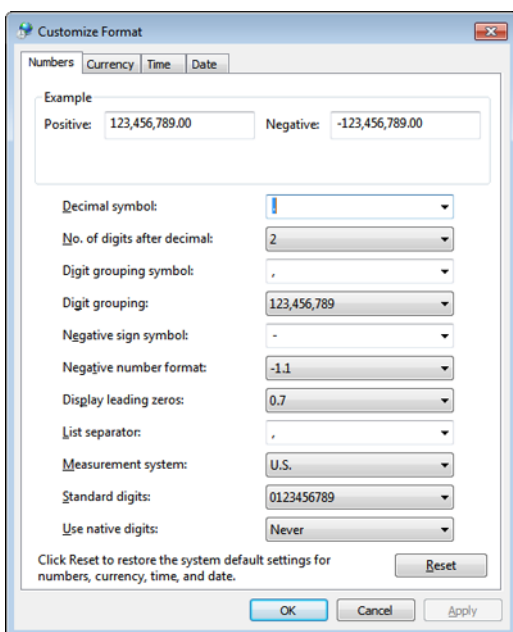 Customize Format
Numbers Currency Time Date
Example
Positive: 123,456,789.00 Negative: -123,456,789.00
Decimal symbol: .
No. of digits after decimal: 2
Digit grouping symbol: ,
Digit grouping: 123,456,789
Negative sign symbol: -
Negative number format: -1.1
Display leading zeros: 0.7
List separator: ,
Measurement system: U.S.
Standard digits: 0123456789
Use native digits: Never
Click Reset to restore the system default settings for
numbers, currency, time, and date.
Reset
OK Cancel Apply